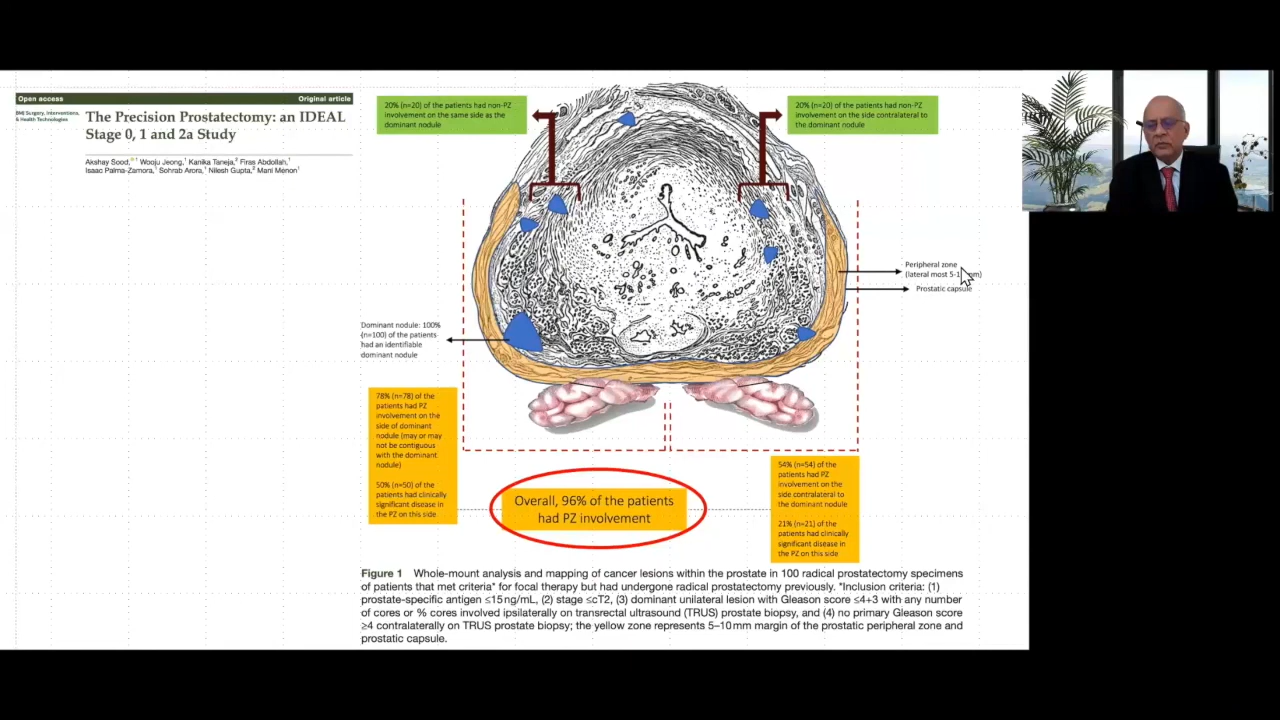 Open access
Original article
BMJ Surgery, Interventions,
& Health Technologies
The Precision Prostatectomy: an IDEAL
Stage 0, 1 and 2a Study
Akshay Sood, 1 Wooju Jeong,1 Kanika Taneja,2 Firas Abdollah,1
Isaac Palma-Zamora,1 Sohrab Arora,1 Nilesh Gupta,2 Mani Menon1
20% (n=20) of the patients had non-PZ
involvement on the same side as the
dominant nodule
20% (n=20) of the patients had non-PZ
involvement on the side contralateral to
the dominant nodule
Peripheral zone
(lateral most
Prostatic capsule
Dominant nodule: 100%
(n=100) of the patients
had an identifiable
dominant nodule
78% (n=78) of the
patients had PZ
involvement on the
side of dominant
nodule (may or may
not be contiguous
with the dominant
nodule)
50% (n=50) of the
patients had clinically
significant disease in
the PZ on this side
Overall, 96% of the patients
had PZ involvement
54% (n=54) of the
patients had PZ
involvement on the
side contralateral to
the dominant nodule
21% (n=21) of the
patients had clinically
significant disease in
the PZ on this side
Figure 1 Whole-mount analysis and mapping of cancer lesions within the prostate in 100 radical prostatectomy specimens
of patients that met criteria* for focal therapy but had undergone radical prostatectomy previously. *Inclusion criteria: (1)
prostate-specific antigen ≤15 ng/mL, (2) stage ≤cT2, (3) dominant unilateral lesion with Gleason score ≤4+3 with any number
of cores or % cores involved ipsilaterally on transrectal ultrasound (TRUS) prostate biopsy, and (4) no primary Gleason score
≥4 contralaterally on TRUS prostate biopsy; the yellow zone represents 5–10 mm margin of the prostatic peripheral zone and
prostatic capsule.